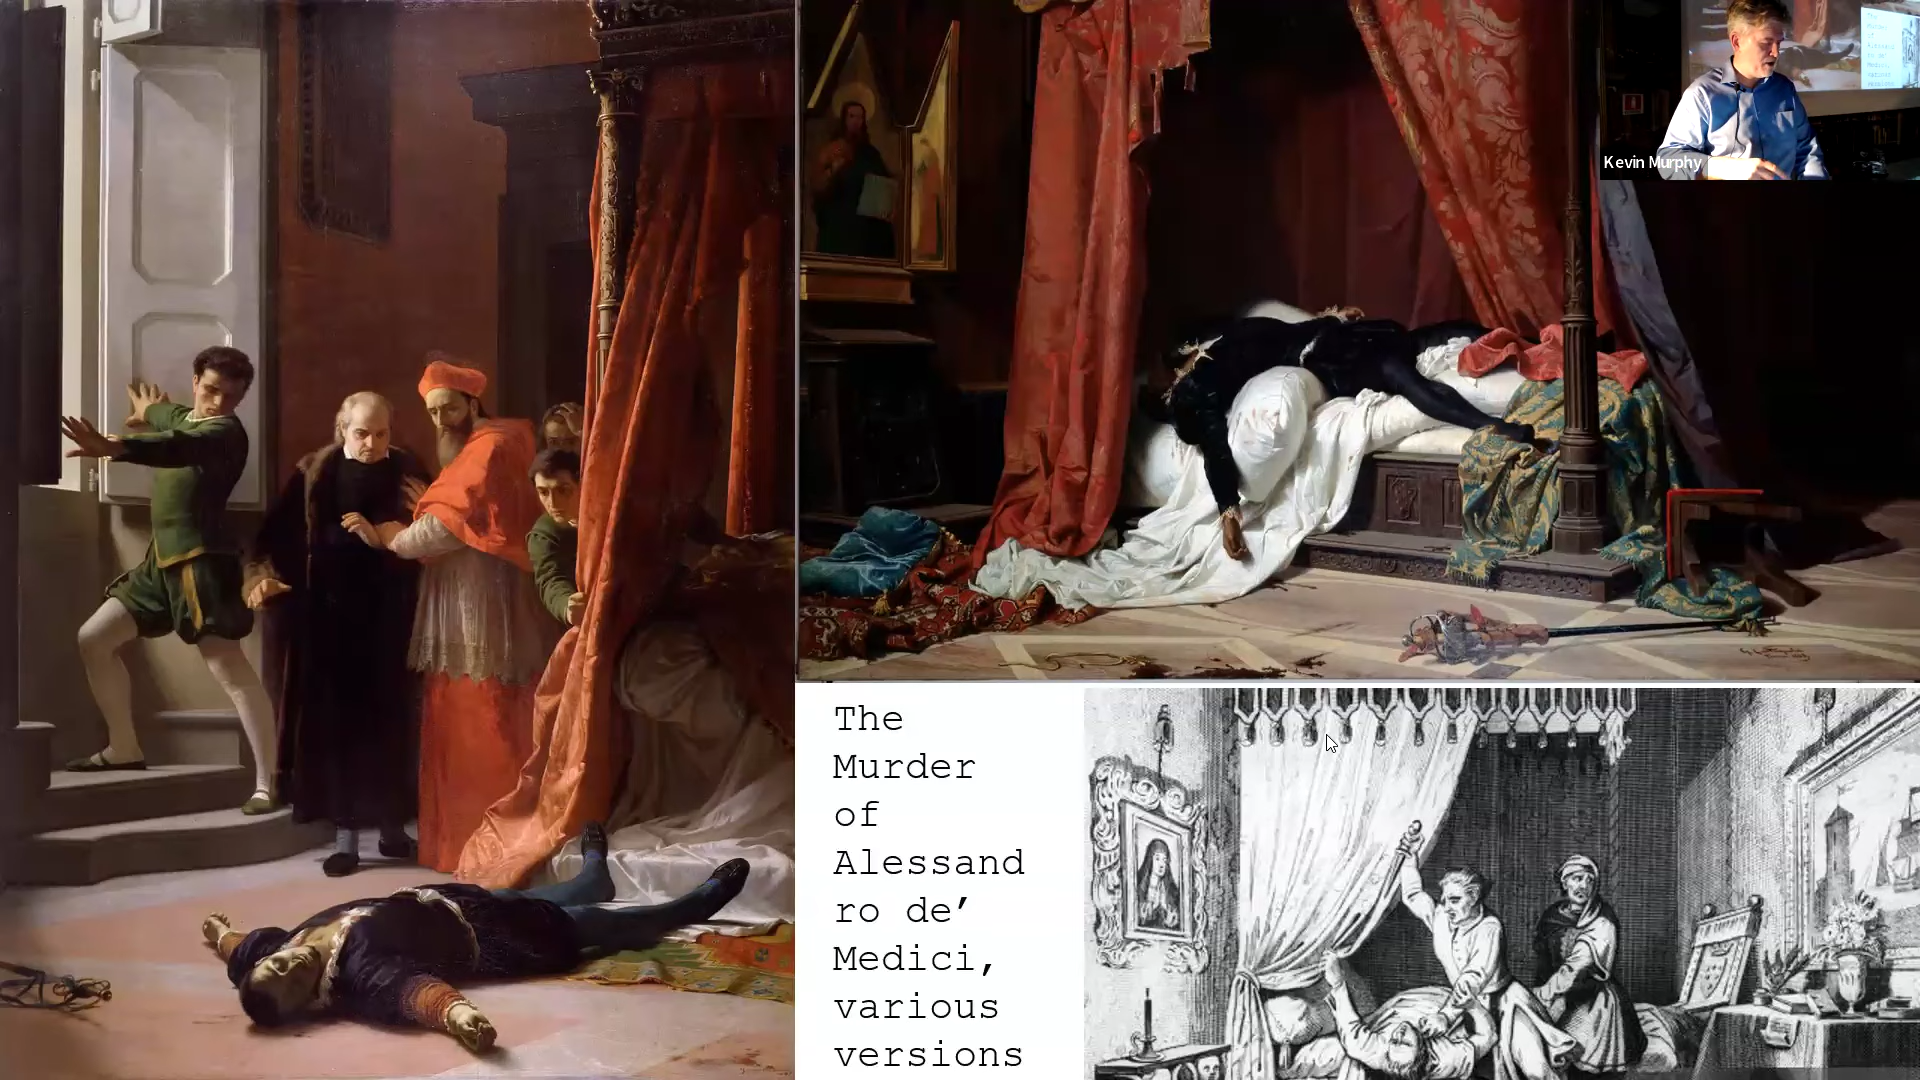 Kevin Murphy
The
Murder
of
Alessand
ro de’
Medici,
various
versions